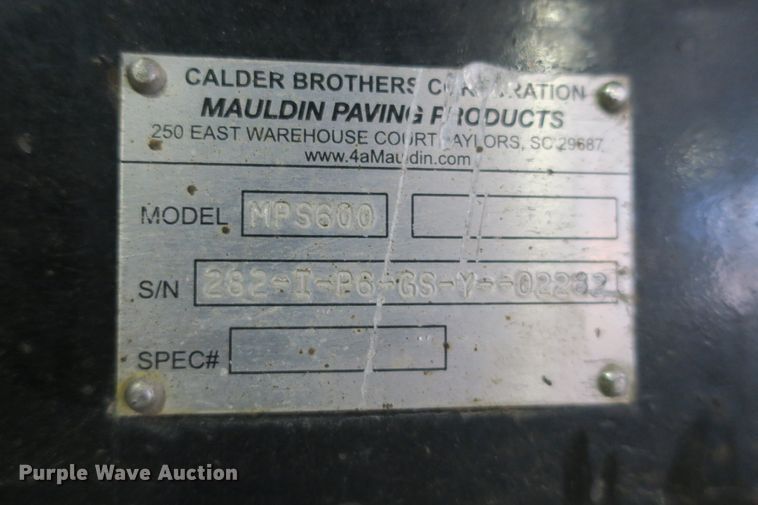 CALDER BROTHERS CORPORATION
MAULDIN PAVING PRODUCTS
250 EAST WAREHOUSE COURT TAYLORS, SC 29687
www.4aMauldin.com
MODEL MPS600
S/N 262-I-P6-GS-Y--02262
SPEC#
Purple Wave Auction